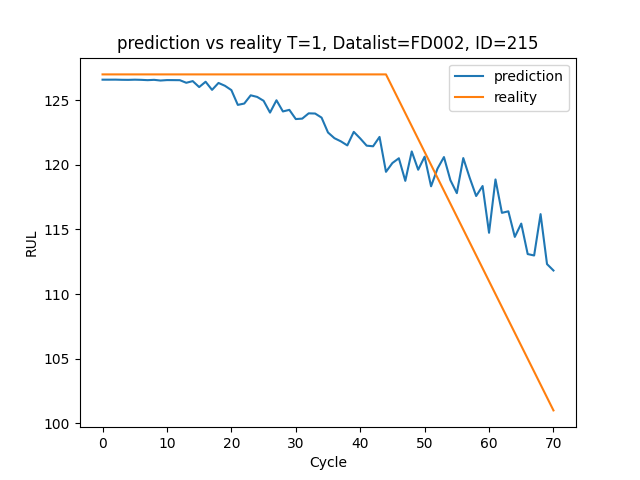 prediction vs reality T=1, Datalist=FD002, ID=215
prediction
reality
125
120
115
110
105
100
RUL
0 10 20 30 40 50 60 70
Cycle